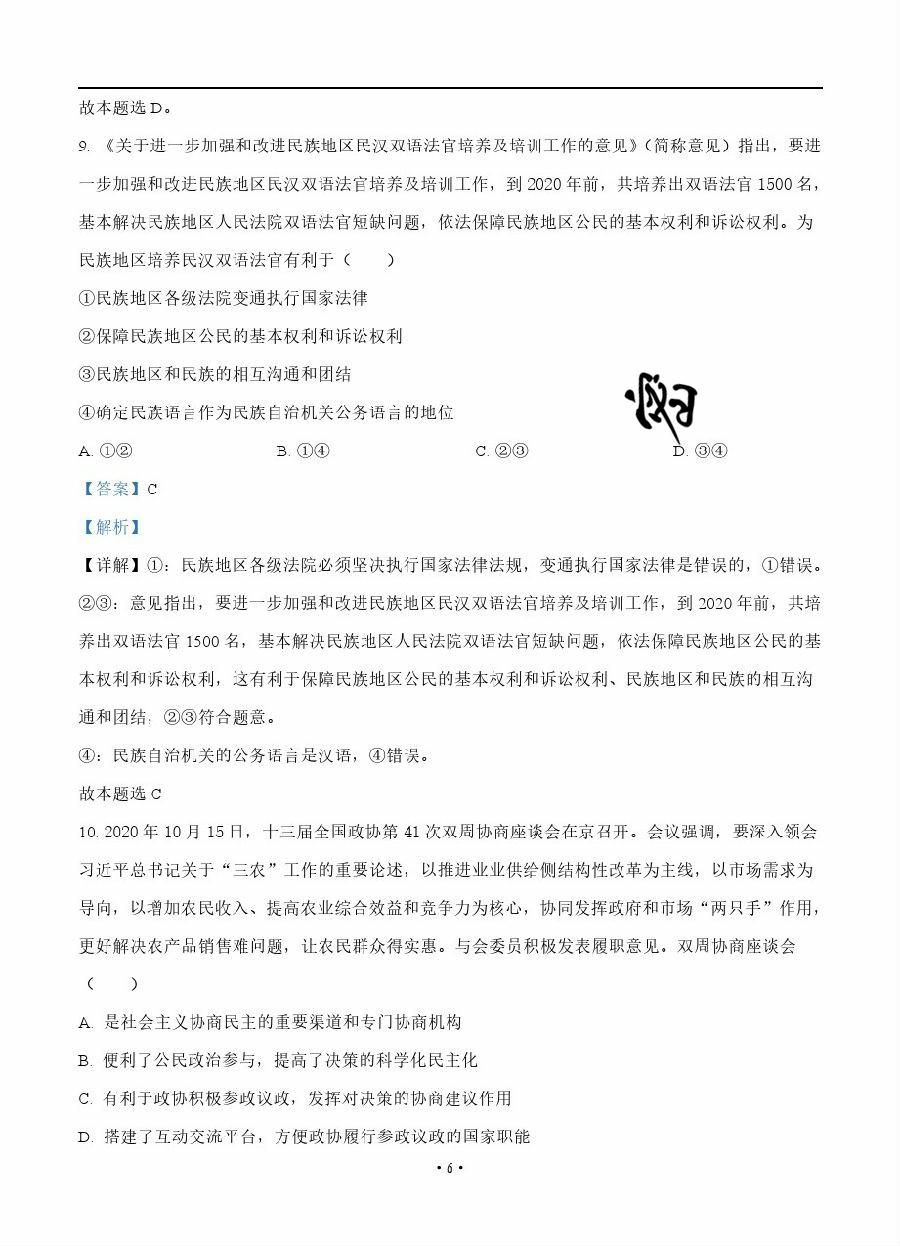 故本题选 D。
9. 《关于进一步加强和改进民族地区民汉双语法官培养及培训工作的意见》(简称意见）指出，要进
一步加强和改进民族地区民汉双语法官培养及培训工作，到 2020 年前，共培养出双语法官 1500 名，
基本解决民族地区人民法院双语法官短缺问题，依法保障民族地区公民的基本权利和诉讼权利。为
民族地区培养民汉双语法官有利于（　　）
①民族地区各级法院变通执行国家法律
②保障民族地区公民的基本权利和诉讼权利
③民族地区和民族的相互沟通和团结
④确定民族语言作为民族自治机关公务语言的地位
A. ①② B. ①④ C. ②③ D. ③④
【答案】C
【解析】
【详解】①：民族地区各级法院必须坚决执行国家法律法规，变通执行国家法律是错误的，①错误。
②③：意见指出，要进一步加强和改进民族地区民汉双语法官培养及培训工作，到 2020 年前，共培
养出双语法官 1500 名，基本解决民族地区人民法院双语法官短缺问题，依法保障民族地区公民的基
本权利和诉讼权利，这有利于保障民族地区公民的基本权利和诉讼权利、民族地区和民族的相互沟
通和团结，②③符合题意。
④：民族自治机关的公务语言是汉语，④错误。
故本题选 C
10. 2020 年 10 月 15 日，十三届全国政协第 41 次双周协商座谈会在京召开。会议强调，要深入领会
习近平总书记关于“三农”工作的重要论述，以推进业业供给侧结构性改革为主线，以市场需求为
导向，以增加农民收入、提高农业综合效益和竞争力为核心，协同发挥政府和市场“两只手”作用，
更好解决农产品销售难问题，让农民群众得实惠。与会委员积极发表履职意见。双周协商座谈会
（　　）
A. 是社会主义协商民主的重要渠道和专门协商机构
B. 便利了公民政治参与，提高了决策的科学化民主化
C. 有利于政协积极参政议政，发挥对决策的协商建议作用
D. 搭建了互动交流平台，方便政协履行参政议政的国家职能
• 6 •